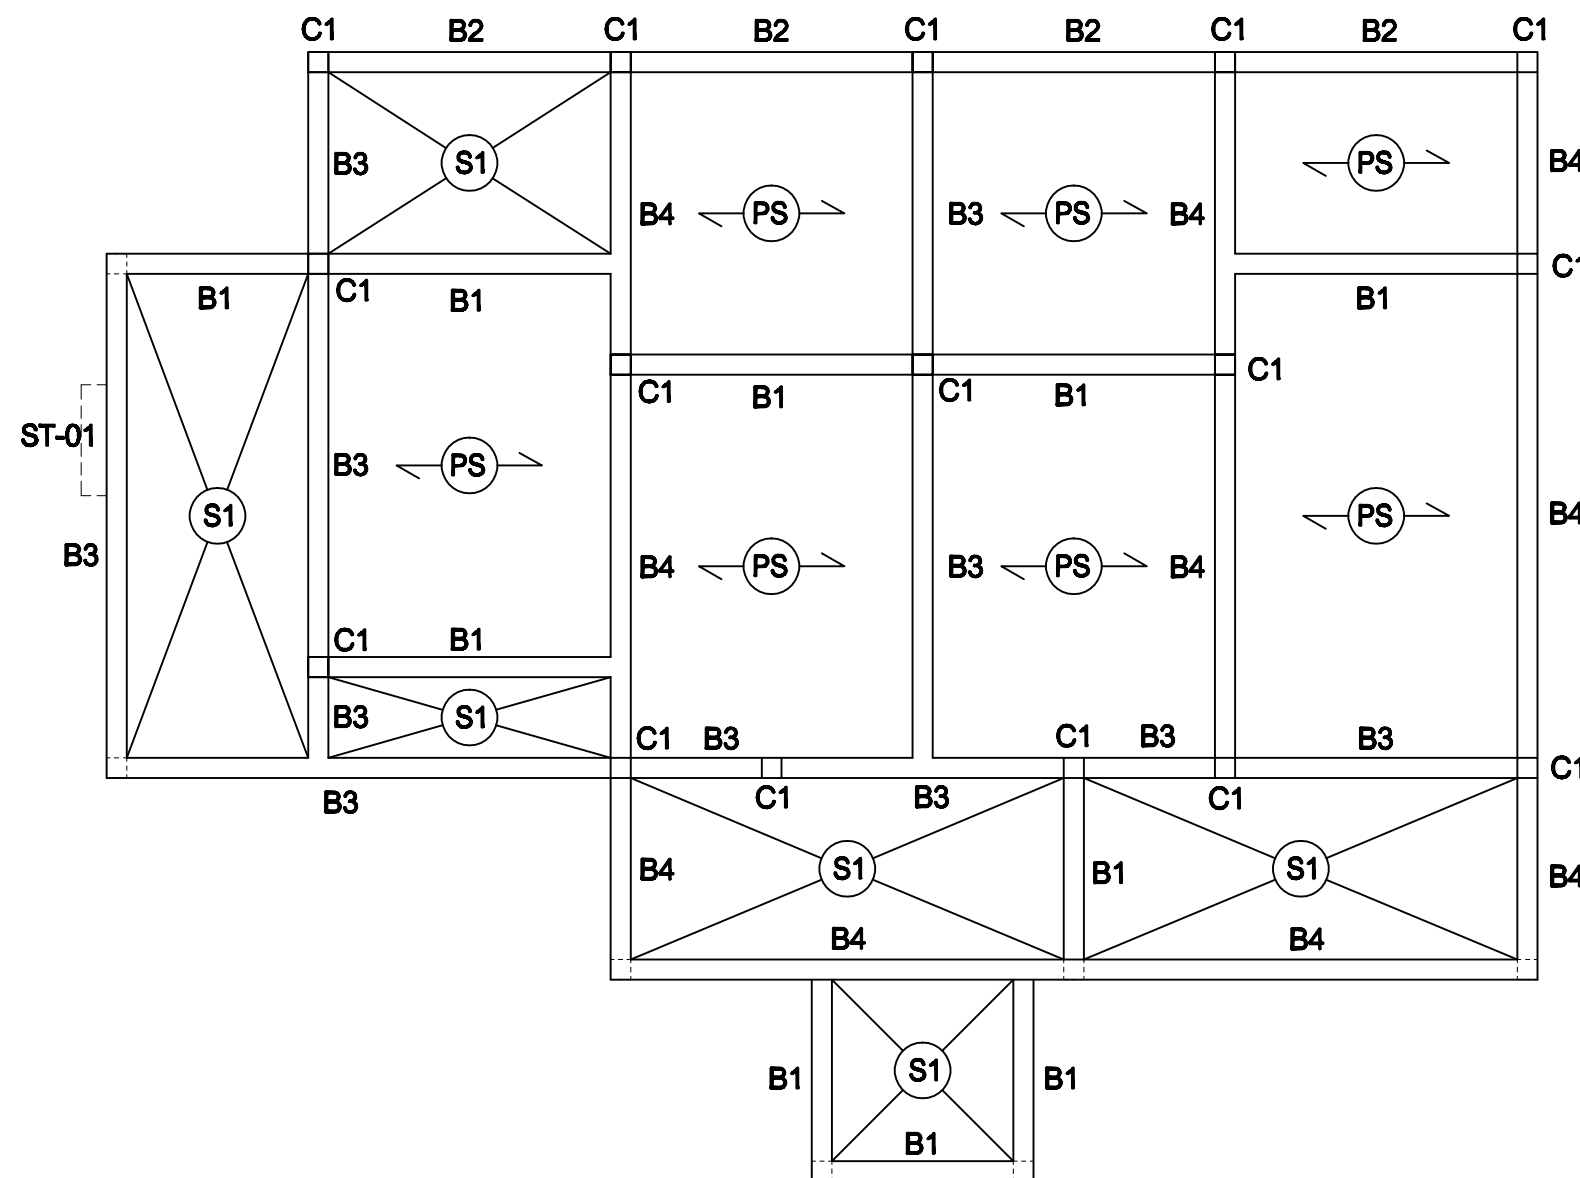 C1 B2 C1 B2 C1 B2 C1 B2 C1
B3 S1 PS B4
B4 PS B3 PS B4
C1
B1 C1 B1 B1
C1
C1 B1 C1 B1
ST-01
B3 PS
S1 PS B4
B3
B4 PS B3 PS B4
C1 B1
B3 S1
C1 B3 C1 B3 B3
C1
B3 C1 B3 C1
B4 S1 B1 S1 B4
B4 B4
B1 S1 B1
B1